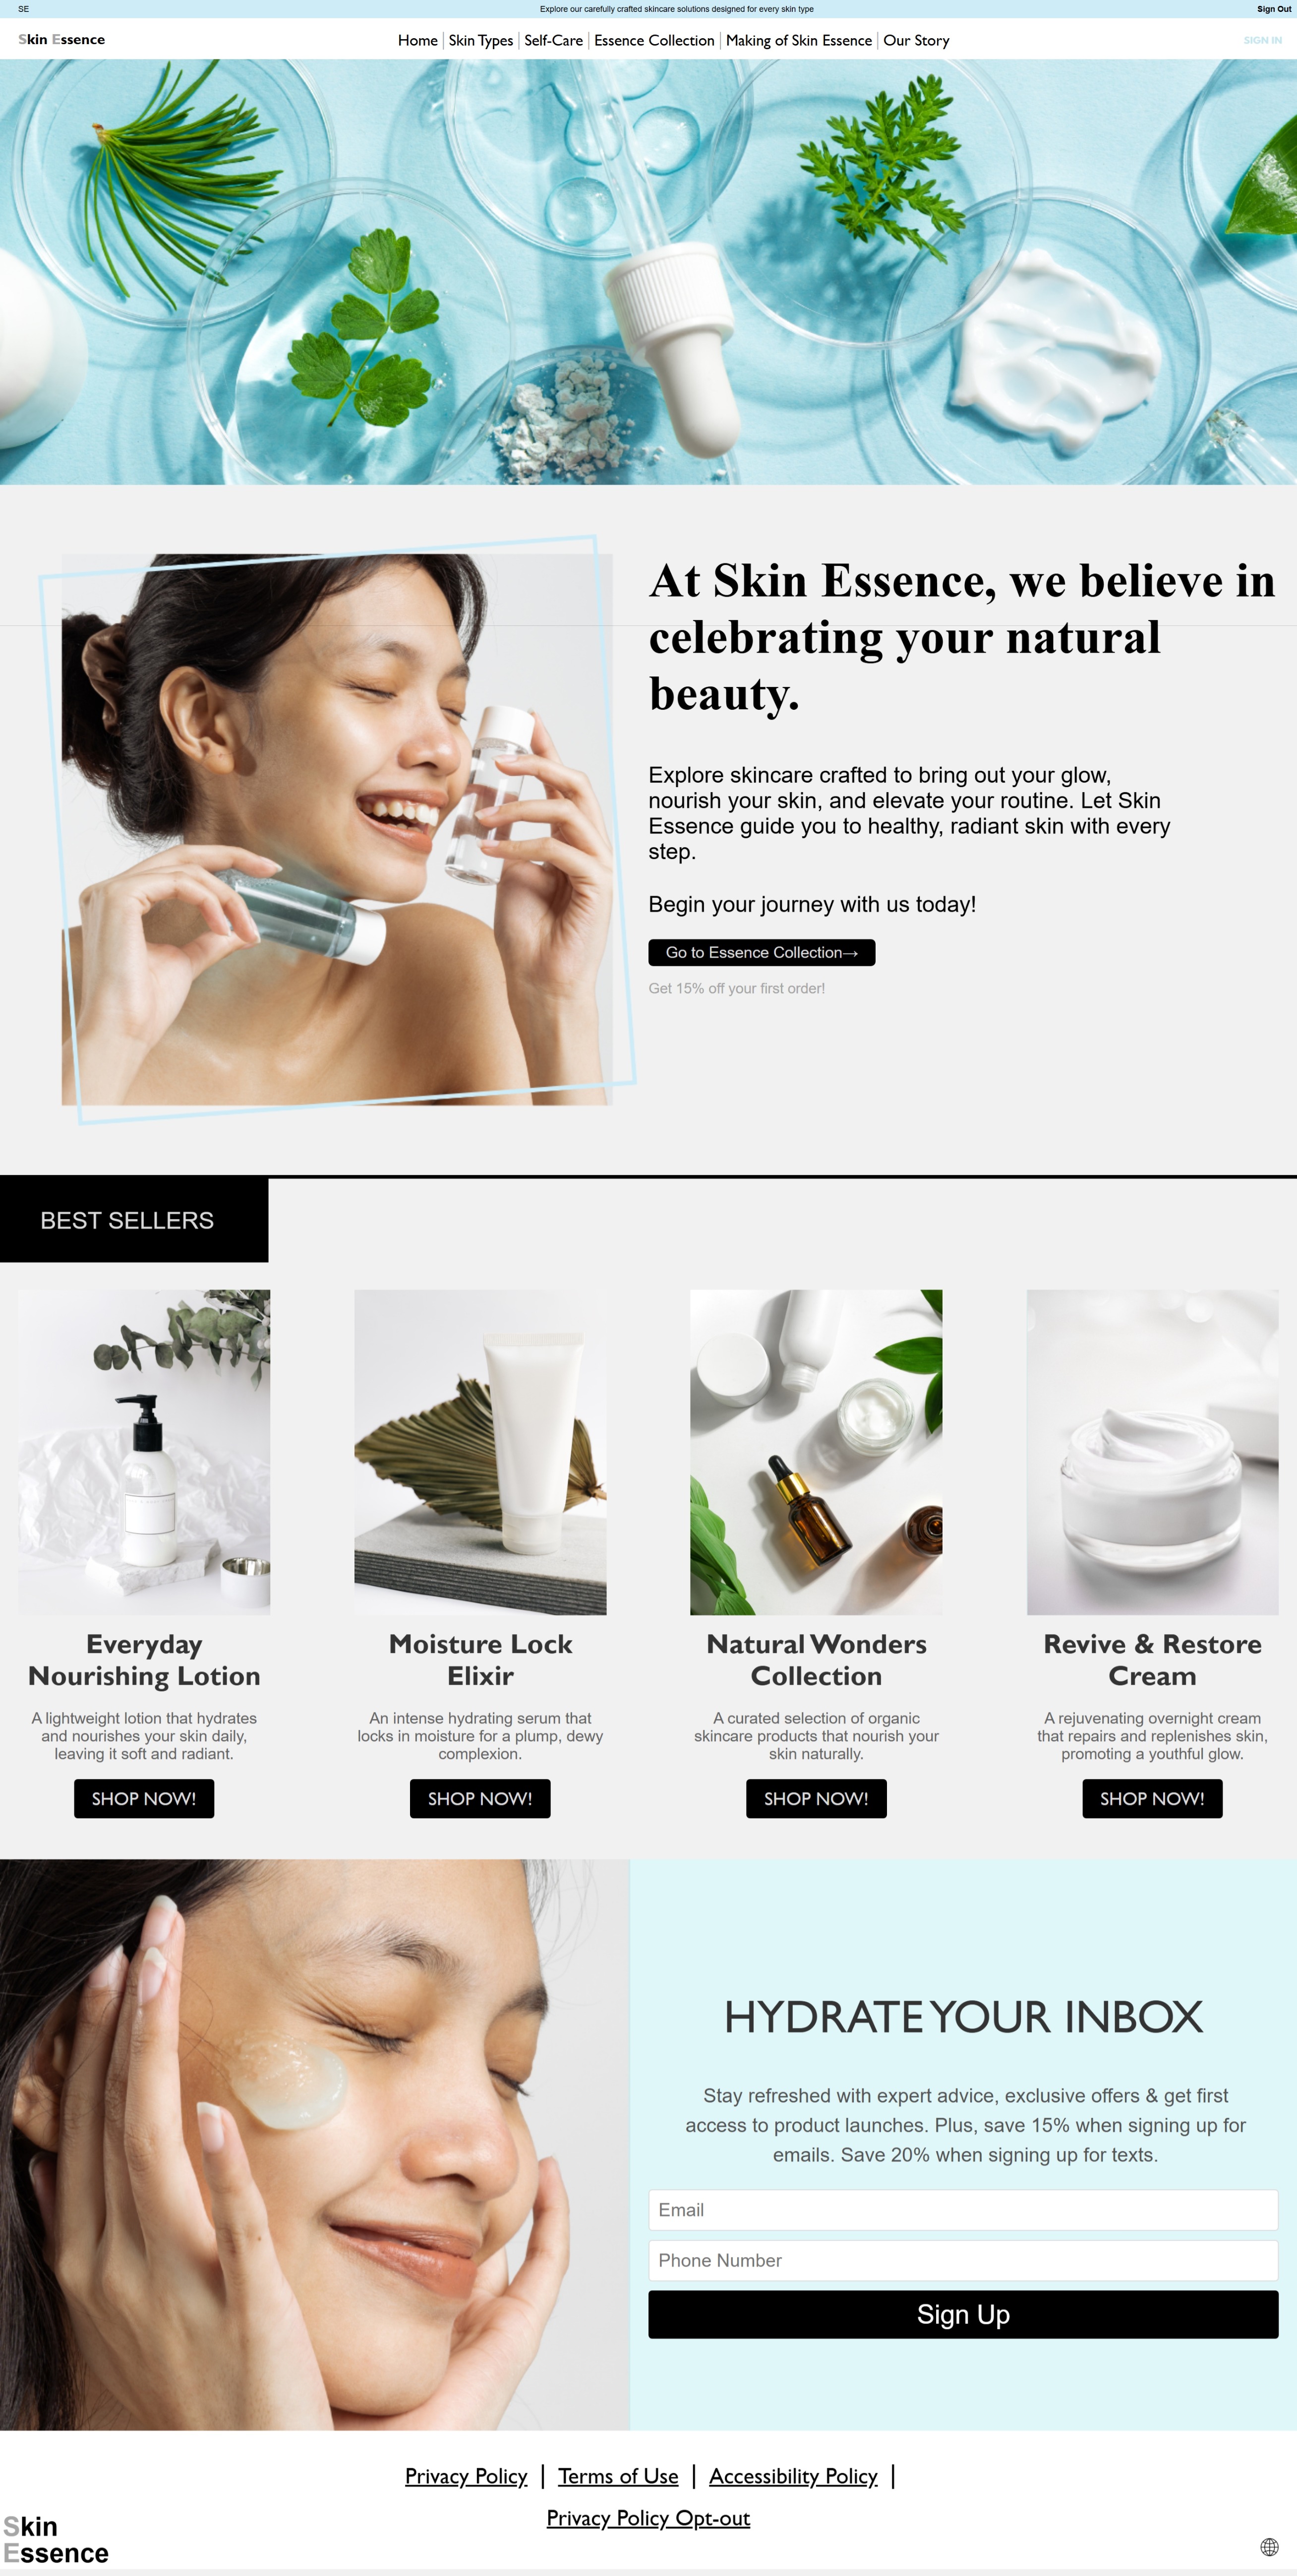 SE
Explore our carefully crafted skincare solutions designed for every skin type
Sign Out
Skin Essence
Home | Skin Types | Self-Care | Essence Collection | Making of Skin Essence | Our Story
SIGN IN
At Skin Essence, we believe in
celebrating your natural
beauty.
Explore skincare crafted to bring out your glow,
nourish your skin, and elevate your routine. Let Skin
Essence guide you to healthy, radiant skin with every
step.
Begin your journey with us today!
Go to Essence Collection→
Get 15% off your first order!
BEST SELLERS
Everyday
Nourishing Lotion
A lightweight lotion that hydrates
and nourishes your skin daily,
leaving it soft and radiant.
SHOP NOW!
Moisture Lock
Elixir
An intense hydrating serum that
locks in moisture for a plump, dewy
complexion.
SHOP NOW!
Natural Wonders
Collection
A curated selection of organic
skincare products that nourish your
skin naturally.
SHOP NOW!
Revive & Restore
Cream
A rejuvenating overnight cream
that repairs and replenishes skin,
promoting a youthful glow.
SHOP NOW!
HYDRATE YOUR INBOX
Stay refreshed with expert advice, exclusive offers & get first
access to product launches. Plus, save 15% when signing up for
emails. Save 20% when signing up for texts.
Email
Phone Number
Sign Up
Privacy Policy | Terms of Use | Accessibility Policy |
Privacy Policy Opt-out
Skin
Essence